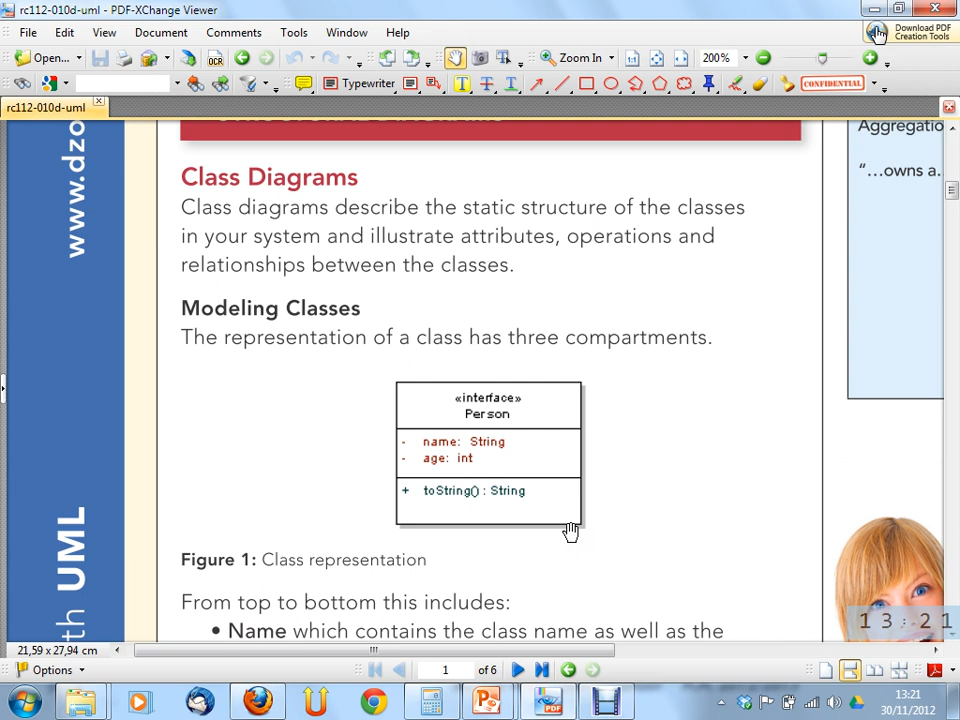 rc112-010d-uml - PDF-XChange Viewer
File Edit View Document Comments Tools Window Help
Download PDF
Creation Tools
Open...
OCR
Zoom In
200%
Typewriter
CONFIDENTIAL
rc112-010d-uml
www.dzo
Aggregatio
"...owns a.
Class Diagrams
Class diagrams describe the static structure of the classes
in your system and illustrate attributes, operations and
relationships between the classes.
Modeling Classes
The representation of a class has three compartments.
«interface»
Person
- name: String
- age: int
+ toString() : String
Figure 1: Class representation
From top to bottom this includes:
• Name which contains the class name as well as the
th UML
13:21
21,59 x 27,94 cm
Options
1 of 6
PDF
13:21
30/11/2012